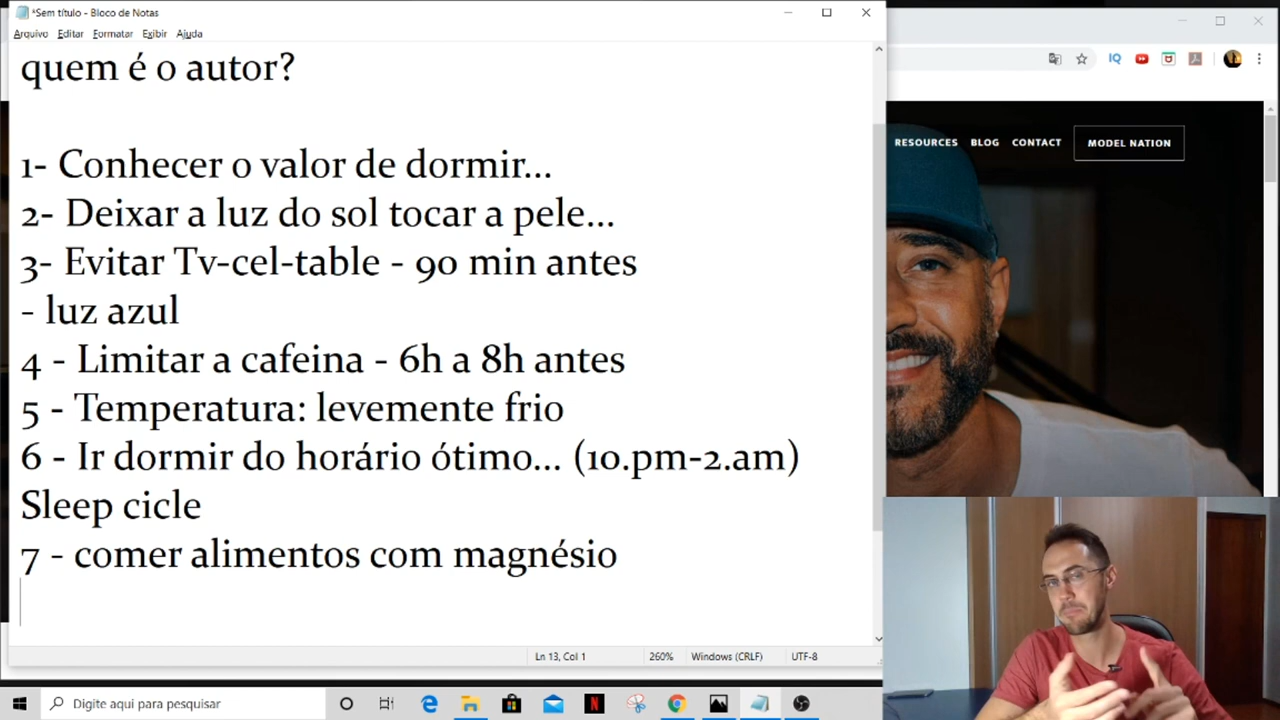 *Sem título - Bloco de Notas
Arquivo Editar Formatar Exibir Ajuda
quem é o autor?
1- Conhecer o valor de dormir...
2- Deixar a luz do sol tocar a pele...
3- Evitar Tv-cel-table - 90 min antes
- luz azul
4 - Limitar a cafeina - 6h a 8h antes
5 - Temperatura: levemente frio
6 - Ir dormir do horário ótimo... (10.pm-2.am)
Sleep cicle
7 - comer alimentos com magnésio
Ln 13, Col 1 260% Windows (CRLF) UTF-8
IQ
RESOURCES BLOG CONTACT MODEL NATION
Digite aqui para pesquisar
N